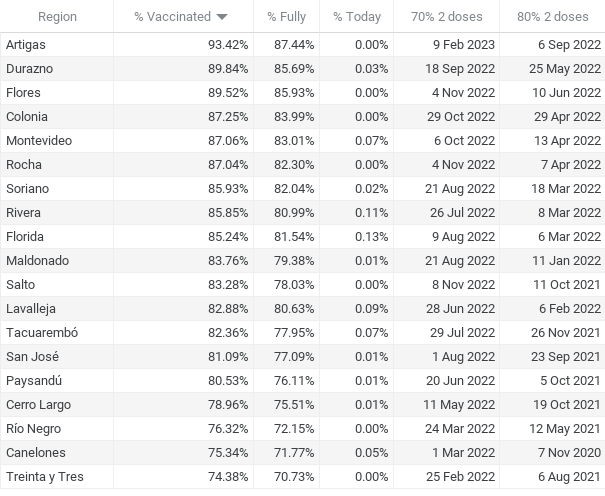 Region % Vaccinated % Fully % Today 70% 2 doses 80% 2 doses
Artigas 93.42% 87.44% 0.00% 9 Feb 2023 6 Sep 2022
Durazno 89.84% 85.69% 0.03% 18 Sep 2022 25 May 2022
Flores 89.52% 85.93% 0.00% 4 Nov 2022 10 Jun 2022
Colonia 87.25% 83.99% 0.00% 29 Oct 2022 29 Apr 2022
Montevideo 87.06% 83.01% 0.07% 6 Oct 2022 13 Apr 2022
Rocha 87.04% 82.30% 0.00% 4 Nov 2022 7 Apr 2022
Soriano 85.93% 82.04% 0.02% 21 Aug 2022 18 Mar 2022
Rivera 85.85% 80.99% 0.11% 26 Jul 2022 8 Mar 2022
Florida 85.24% 81.54% 0.13% 9 Aug 2022 6 Mar 2022
Maldonado 83.76% 79.38% 0.01% 21 Aug 2022 11 Jan 2022
Salto 83.28% 78.03% 0.00% 8 Nov 2022 11 Oct 2021
Lavalleja 82.88% 80.63% 0.09% 28 Jun 2022 6 Feb 2022
Tacuarembó 82.36% 77.95% 0.07% 29 Jul 2022 26 Nov 2021
San José 81.09% 77.09% 0.01% 1 Aug 2022 23 Sep 2021
Paysandú 80.53% 76.11% 0.01% 20 Jun 2022 5 Oct 2021
Cerro Largo 78.96% 75.51% 0.01% 11 May 2022 19 Oct 2021
Río Negro 76.32% 72.15% 0.00% 24 Mar 2022 12 May 2021
Canelones 75.34% 71.77% 0.05% 1 Mar 2022 7 Nov 2020
Treinta y Tres 74.38% 70.73% 0.00% 25 Feb 2022 6 Aug 2021